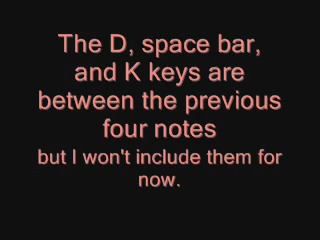 The D, space bar,
and K keys are
between the previous
four notes
but I won't include them for
now.